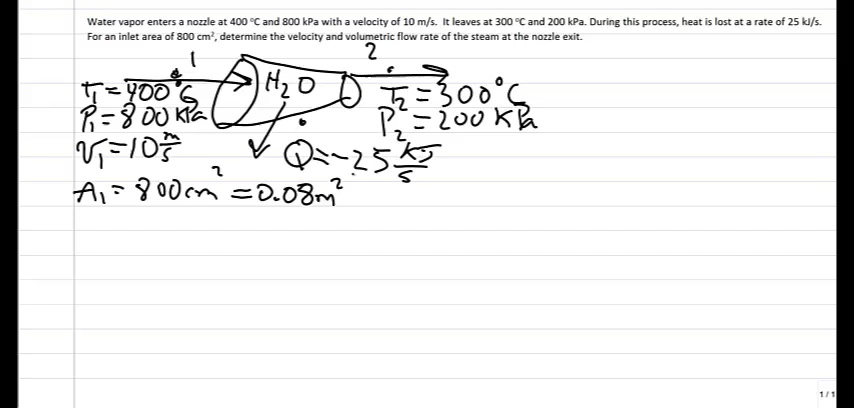 Water vapor enters a nozzle at 400 °C and 800 kPa with a velocity of 10 m/s. It leaves at 300 °C and 200 kPa. During this process, heat is lost at a rate of 25 kJ/s.
For an inlet area of 800 cm², determine the velocity and volumetric flow rate of the steam at the nozzle exit.
1 2
T₁=400°C H₂O T₂=300°C
P₁=800kPa P₂=200 kPa
V₁=10 m/s Q̇=-25 kJ/s
A₁=800cm²=0.08m²
1 / 1